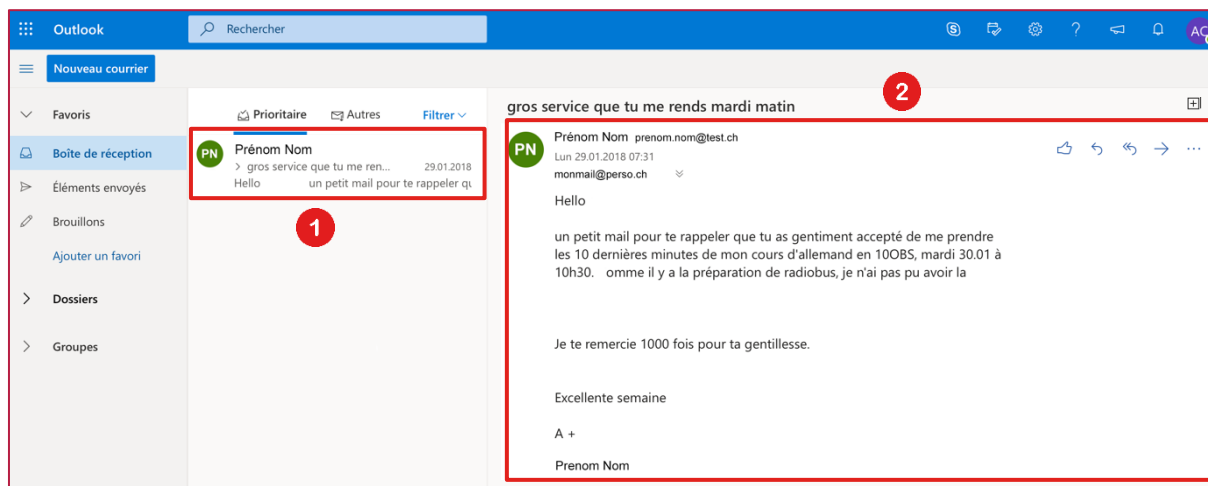 Outlook
Rechercher
AC
Nouveau courrier
Favoris
Boîte de réception
Éléments envoyés
Brouillons
Ajouter un favori
Dossiers
Groupes
Prioritaire
Autres
Filtrer
PN
Prénom Nom
> gros service que tu me ren... 29.01.2018
Hello un petit mail pour te rappeler qu
1
gros service que tu me rends mardi matin
2
PN
Prénom Nom prenom.nom@test.ch
Lun 29.01.2018 07:31
monmail@perso.ch
Hello
un petit mail pour te rappeler que tu as gentiment accepté de me prendre
les 10 dernières minutes de mon cours d'allemand en 10OBS, mardi 30.01 à
10h30. omme il y a la préparation de radiobus, je n'ai pas pu avoir la
Je te remercie 1000 fois pour ta gentillesse.
Excellente semaine
A +
Prenom Nom